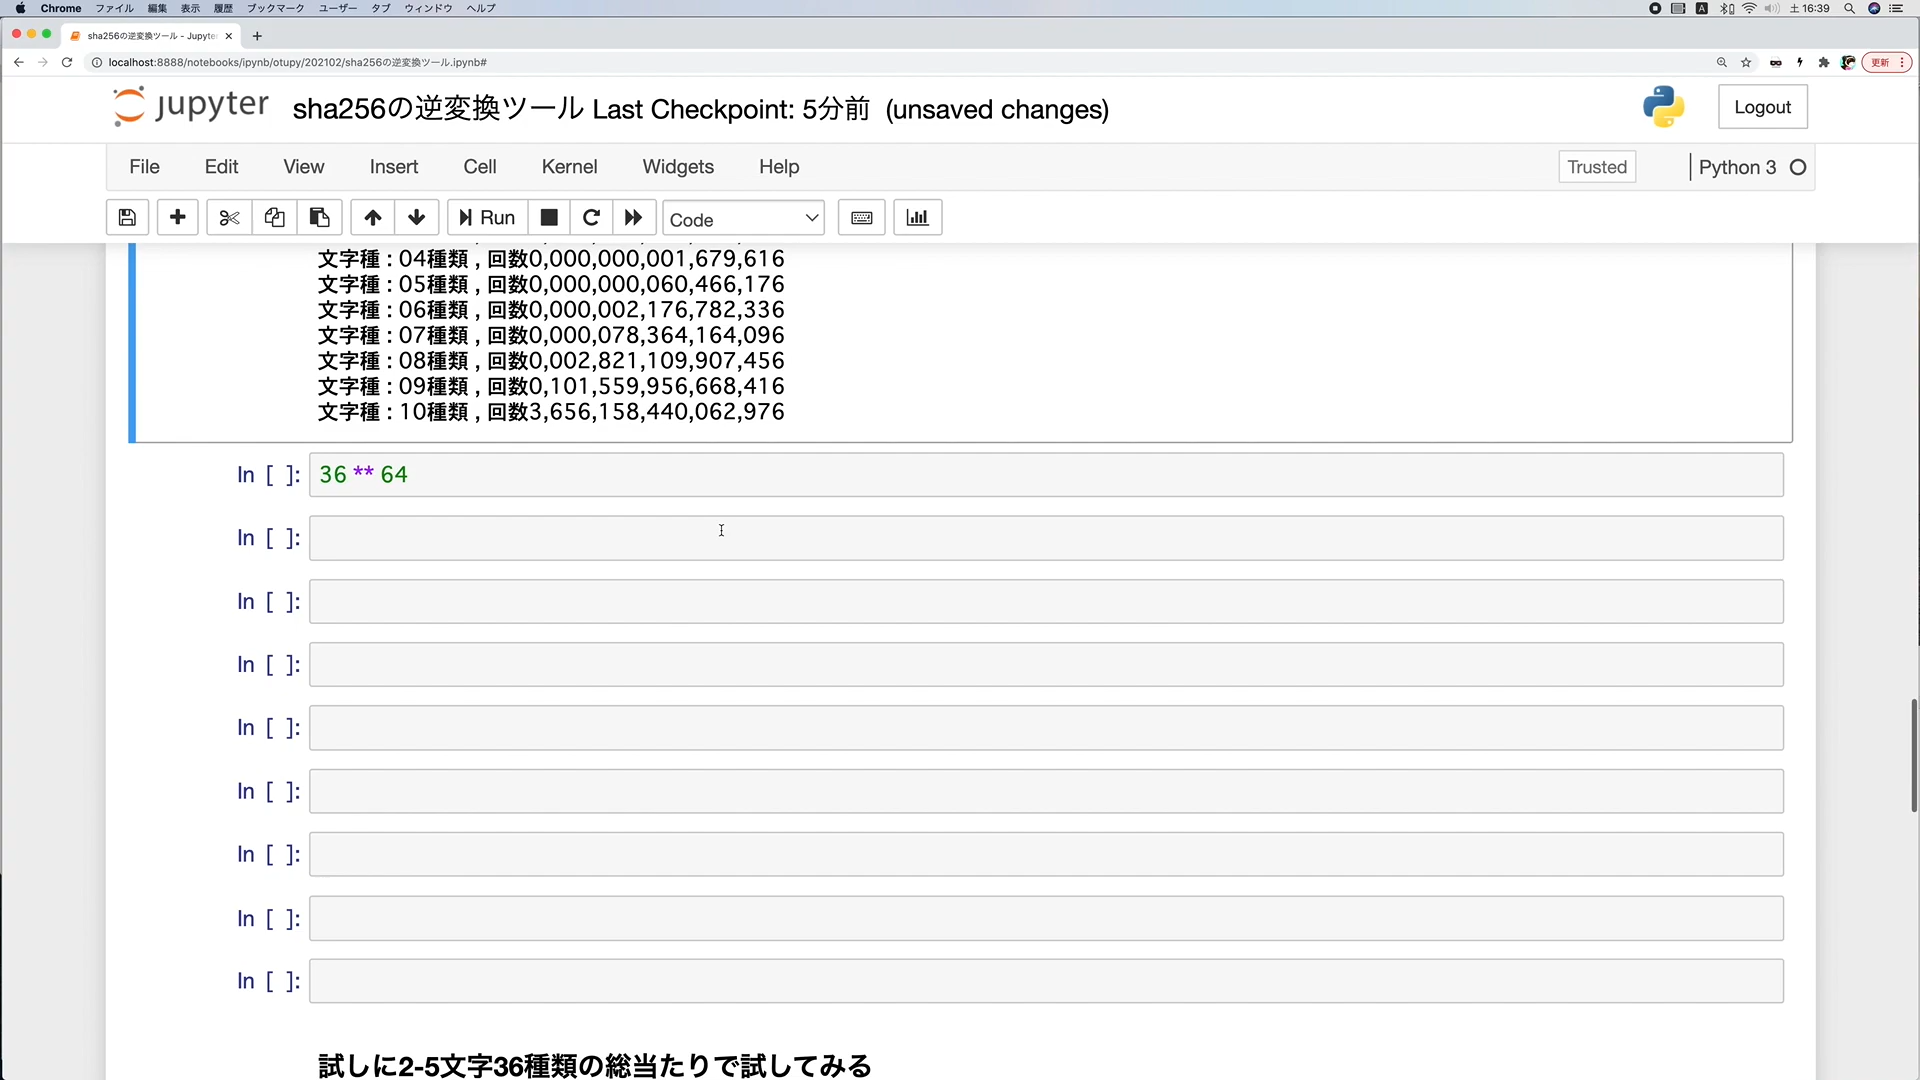 Chrome ファイル 編集 表示 履歴 ブックマーク ユーザー タブ ウィンドウ ヘルプ 土16:39
sha256の逆変換ツール - Jupyte
localhost:8888/notebooks/ipynb/otupy/202102/sha256の逆変換ツール.ipynb# 更新
jupyter sha256の逆変換ツール Last Checkpoint: 5分前 (unsaved changes) Logout
File Edit View Insert Cell Kernel Widgets Help Trusted Python 3
Run Code
文字種 : 04種類 , 回数0,000,000,001,679,616
文字種 : 05種類 , 回数0,000,000,060,466,176
文字種 : 06種類 , 回数0,000,002,176,782,336
文字種 : 07種類 , 回数0,000,078,364,164,096
文字種 : 08種類 , 回数0,002,821,109,907,456
文字種 : 09種類 , 回数0,101,559,956,668,416
文字種 : 10種類 , 回数3,656,158,440,062,976
In [ ]: 36 ** 64
In [ ]:
In [ ]:
In [ ]:
In [ ]:
In [ ]:
In [ ]:
In [ ]:
In [ ]:
試しに2-5文字36種類の総当たりで試してみる